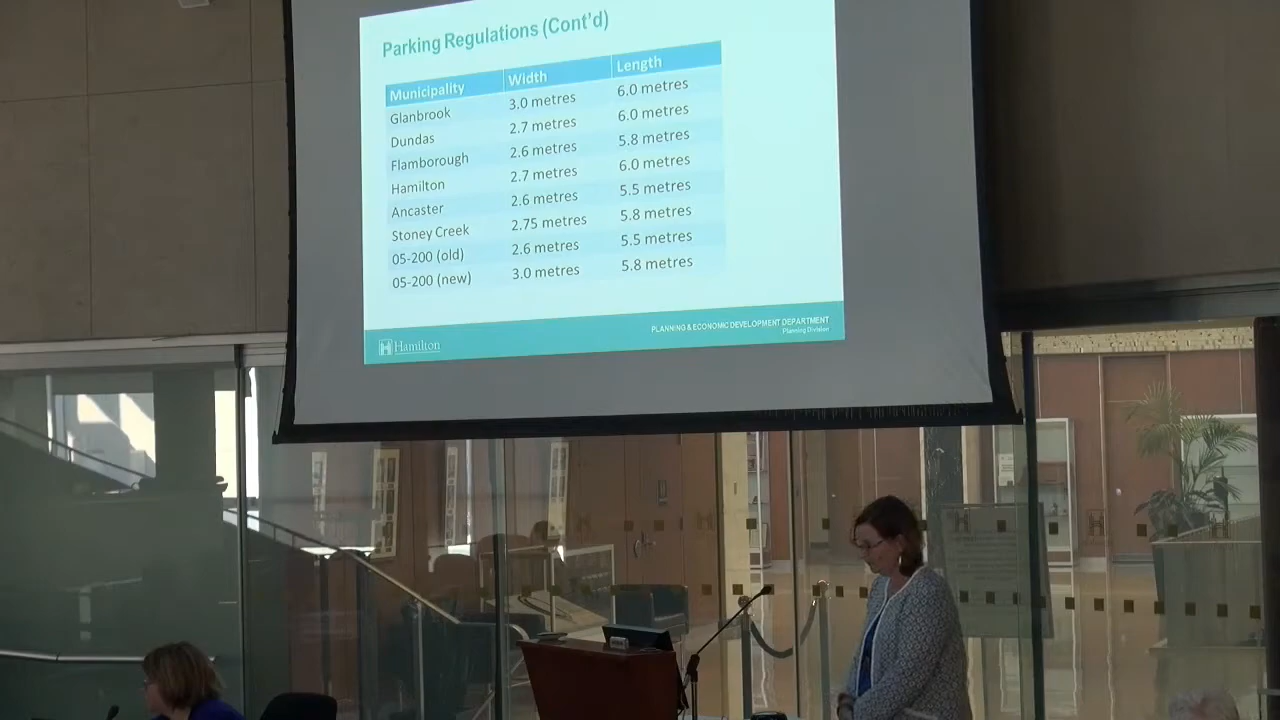 Parking Regulations (Cont'd)
Municipality Width Length
Glanbrook 3.0 metres 6.0 metres
Dundas 2.7 metres 6.0 metres
Flamborough 2.6 metres 5.8 metres
Hamilton 2.7 metres 6.0 metres
Ancaster 2.6 metres 5.5 metres
Stoney Creek 2.75 metres 5.8 metres
05-200 (old) 2.6 metres 5.5 metres
05-200 (new) 3.0 metres 5.8 metres
PLANNING & ECONOMIC DEVELOPMENT DEPARTMENT
Planning Division
Hamilton